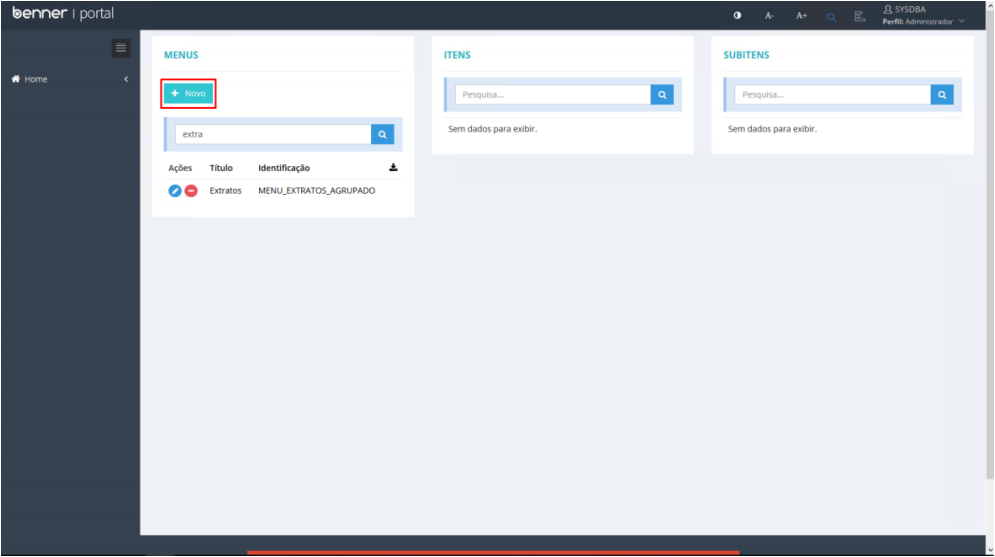 benner | portal
A-
A+
SYSDBA
Perfil: Administrador
Home
MENUS
+ Novo
extra
Ações Título Identificação
Extratos MENU_EXTRATOS_AGRUPADO
ITENS
Pesquisa...
Sem dados para exibir.
SUBITENS
Pesquisa...
Sem dados para exibir.